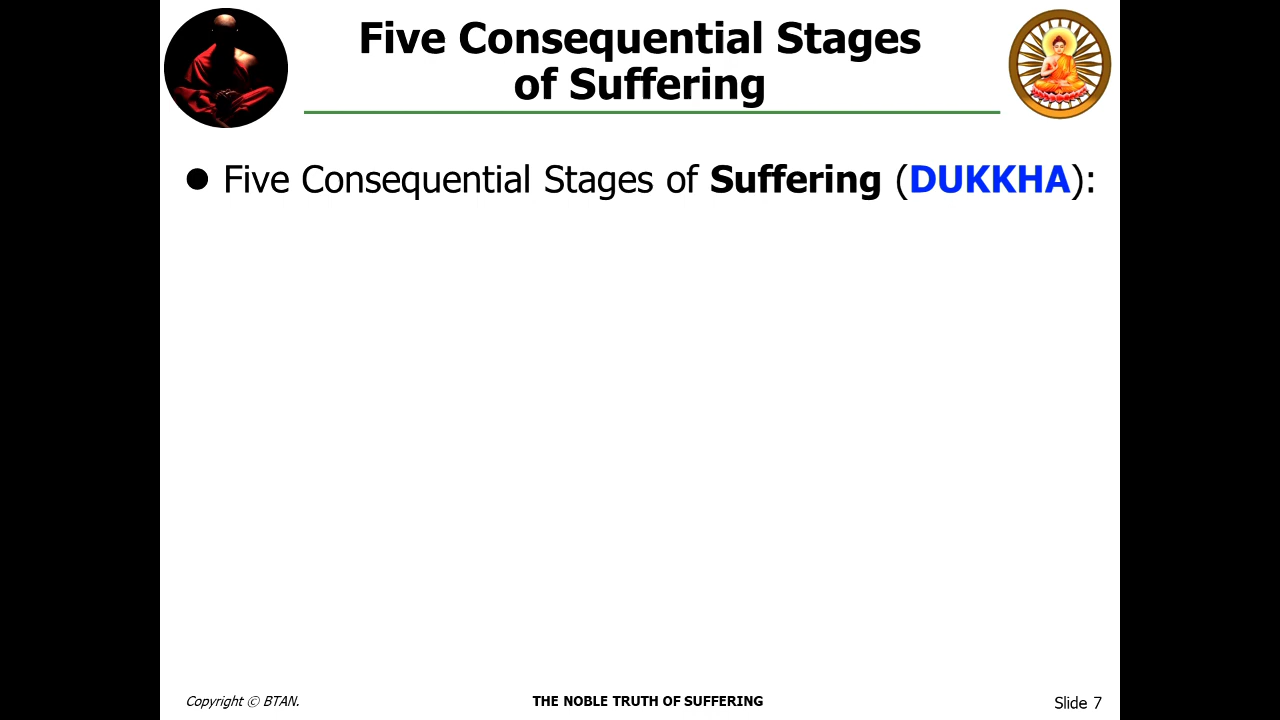 Five Consequential Stages
of Suffering
● Five Consequential Stages of Suffering (DUKKHA):
Copyright © BTAN.
THE NOBLE TRUTH OF SUFFERING
Slide 7